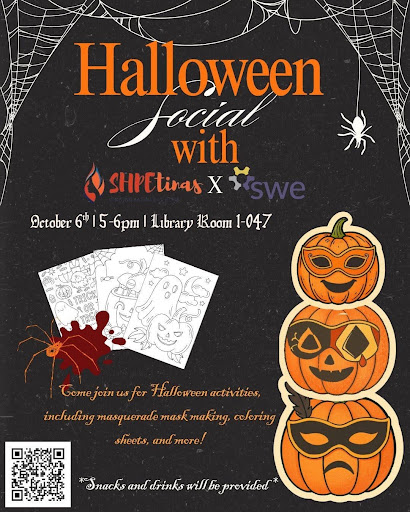 Halloween
Social
with
SHPEtinas X swe
October 6th | 5-6pm | Library Room 1-047
Come join us for Halloween activities,
including masquerade mask making, coloring
sheets, and more!
*Snacks and drinks will be provided*